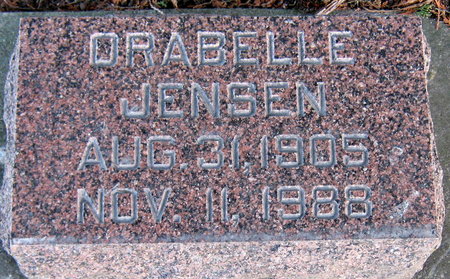 ORABELLE
JENSEN
AUG 31, 1905
NOV. 11, 1988